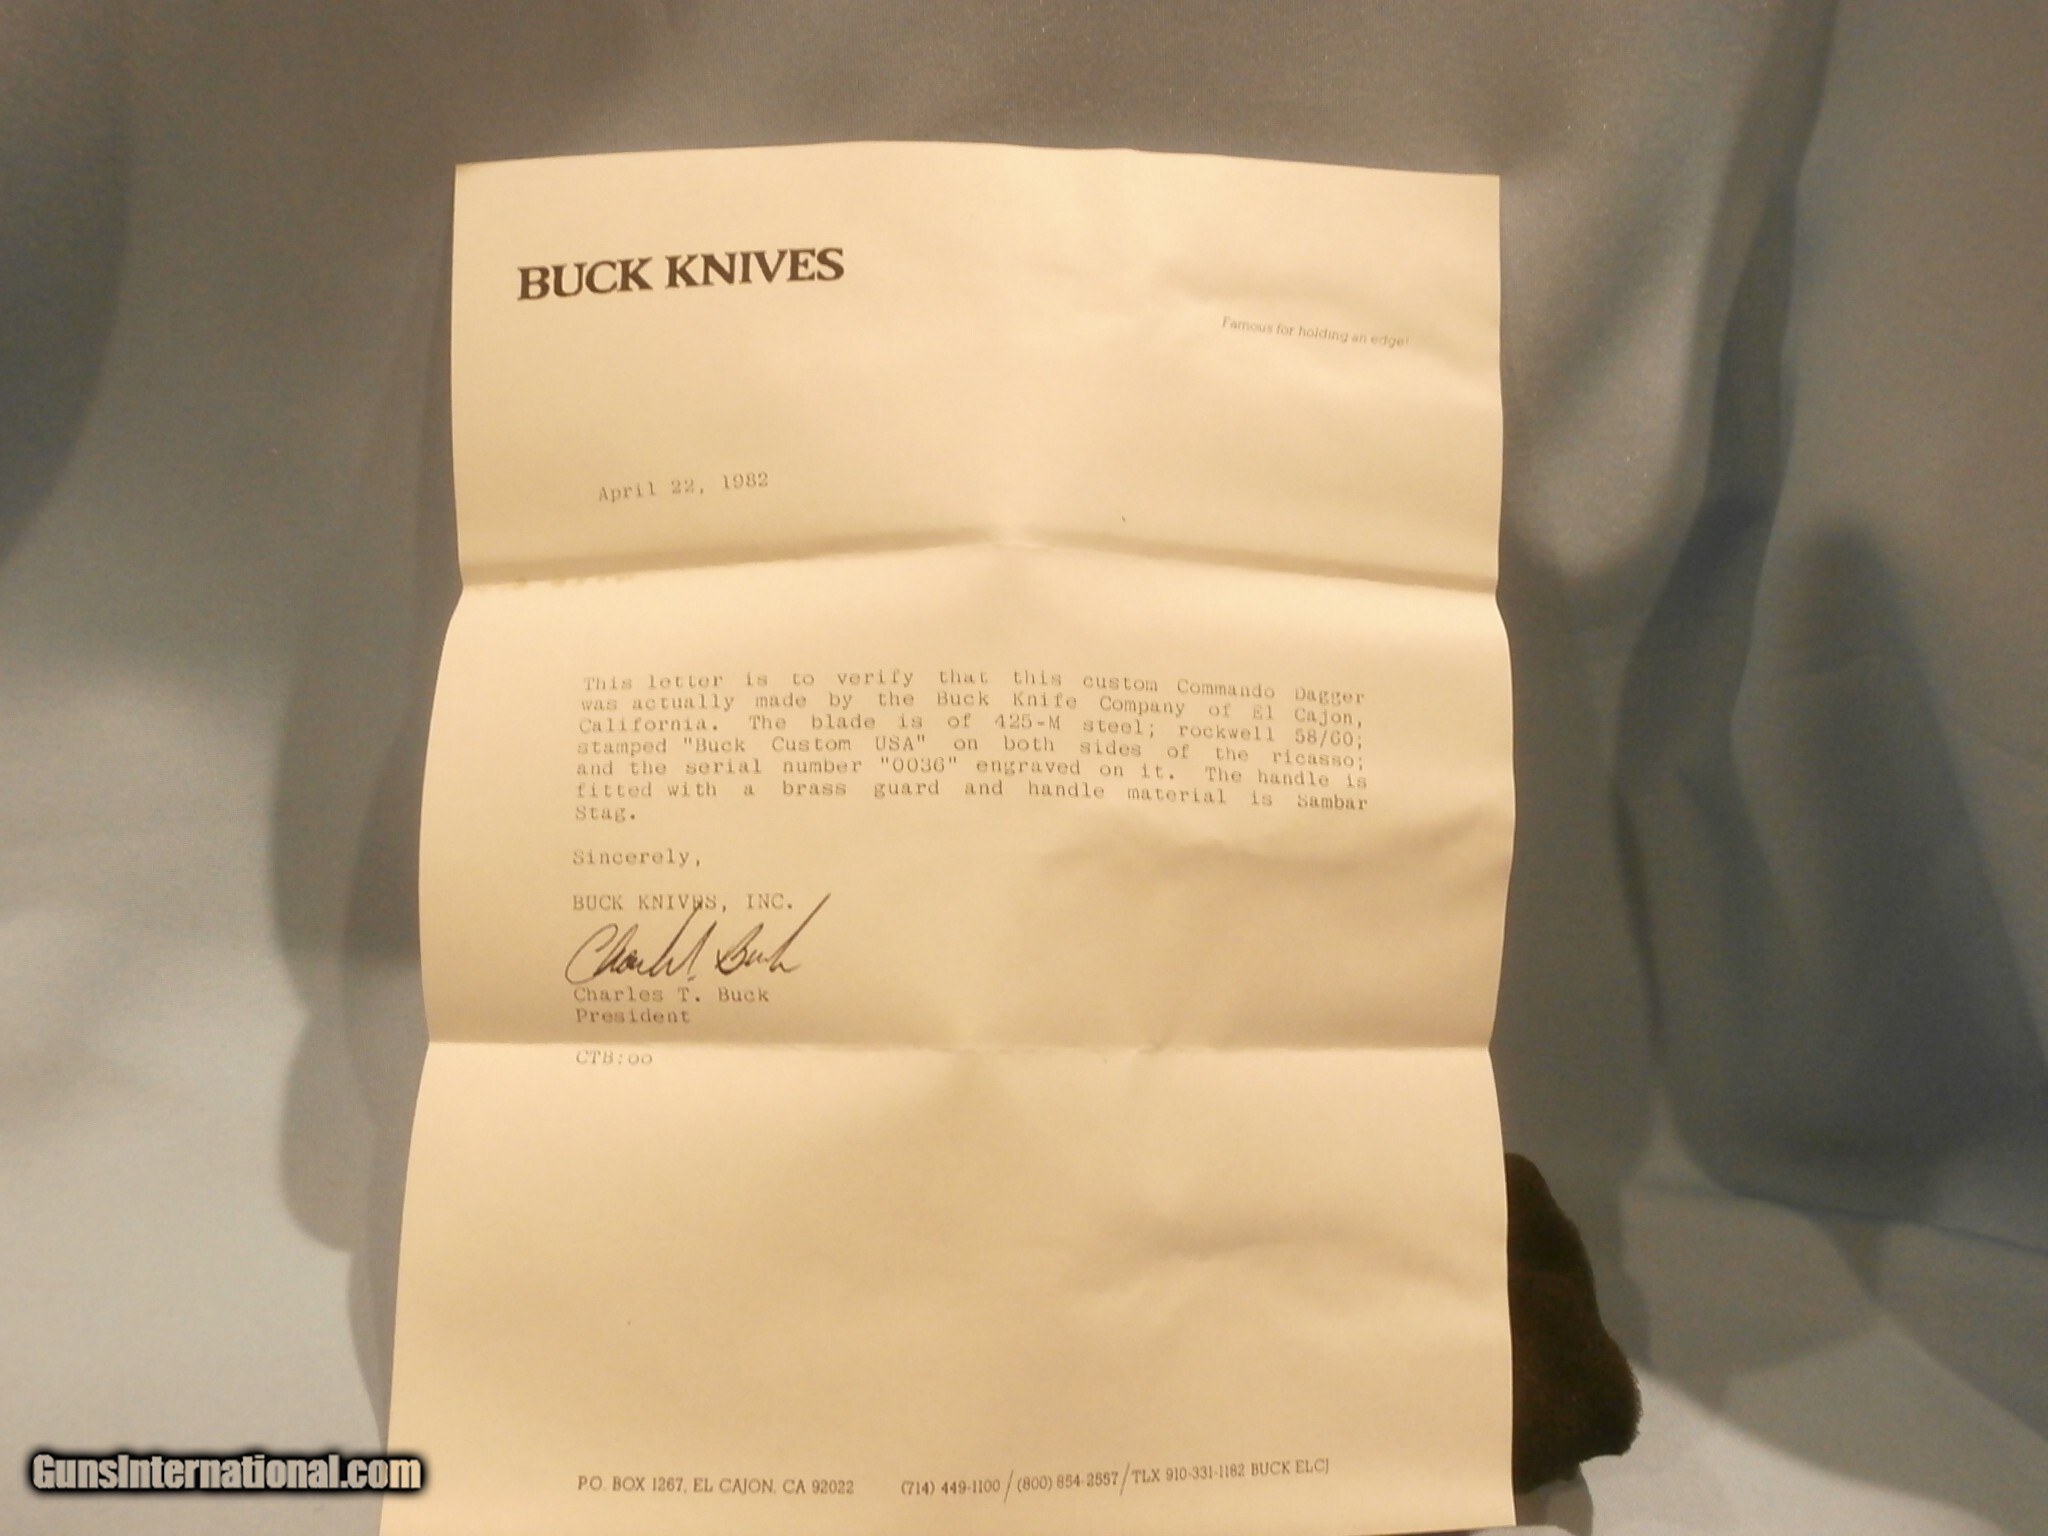 BUCK KNIVES
Famous for holding an edge!
April 22, 1982
This letter is to verify that this custom Commando Dagger
was actually made by the Buck Knife Company of El Cajon,
California. The blade is of 425-M steel; rockwell 58/60;
stamped "Buck Custom USA" on both sides of the ricasso;
and the serial number "0036" engraved on it. The handle is
fitted with a brass guard and handle material is Sambar
Stag.
Sincerely,
BUCK KNIVES, INC.
Charles T. Buck
Charles T. Buck
President
CTB:oo
P.O. BOX 1267, EL CAJON, CA 92022 (714) 449-1100 / (800) 854-2557 / TLX 910-331-1182 BUCK ELCJ
GunsInternational.com